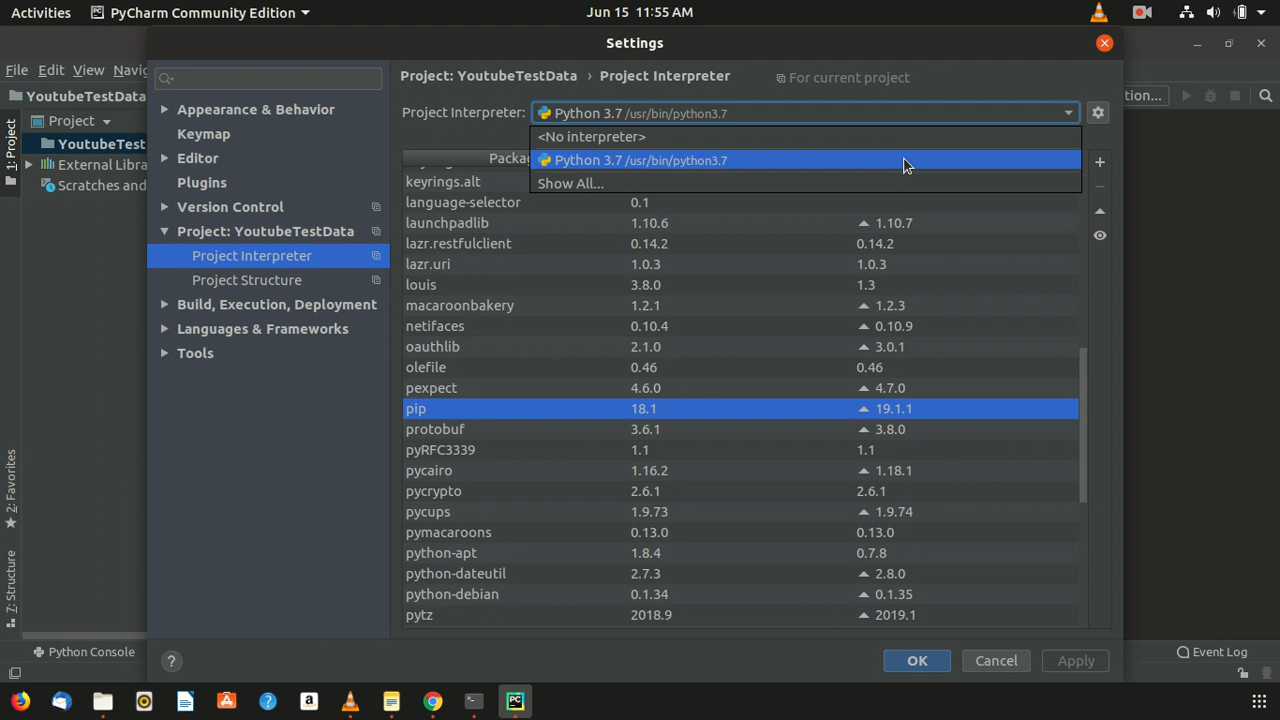 Activities PyCharm Community Edition Jun 15 11:55 AM
Settings
File Edit View Navig
YoutubeTestData
tion...
Project
YoutubeTest
External Libra
Scratches and
1: Project
2: Favorites
7: Structure
Appearance & Behavior
Keymap
Editor
Plugins
Version Control
Project: YoutubeTestData
Project Interpreter
Project Structure
Build, Execution, Deployment
Languages & Frameworks
Tools
Project: YoutubeTestData › Project Interpreter For current project
Project Interpreter: Python 3.7 /usr/bin/python3.7
<No interpreter>
Python 3.7 /usr/bin/python3.7
Show All...
Packag
keyrings.alt
language-selector 0.1
launchpadlib 1.10.6 1.10.7
lazr.restfulclient 0.14.2 0.14.2
lazr.uri 1.0.3 1.0.3
louis 3.8.0 1.3
macaroonbakery 1.2.1 1.2.3
netifaces 0.10.4 0.10.9
oauthlib 2.1.0 3.0.1
olefile 0.46 0.46
pexpect 4.6.0 4.7.0
pip 18.1 19.1.1
protobuf 3.6.1 3.8.0
pyRFC3339 1.1 1.1
pycairo 1.16.2 1.18.1
pycrypto 2.6.1 2.6.1
pycups 1.9.73 1.9.74
pymacaroons 0.13.0 0.13.0
python-apt 1.8.4 0.7.8
python-dateutil 2.7.3 2.8.0
python-debian 0.1.34 0.1.35
pytz 2018.9 2019.1
? OK Cancel Apply
Python Console Event Log